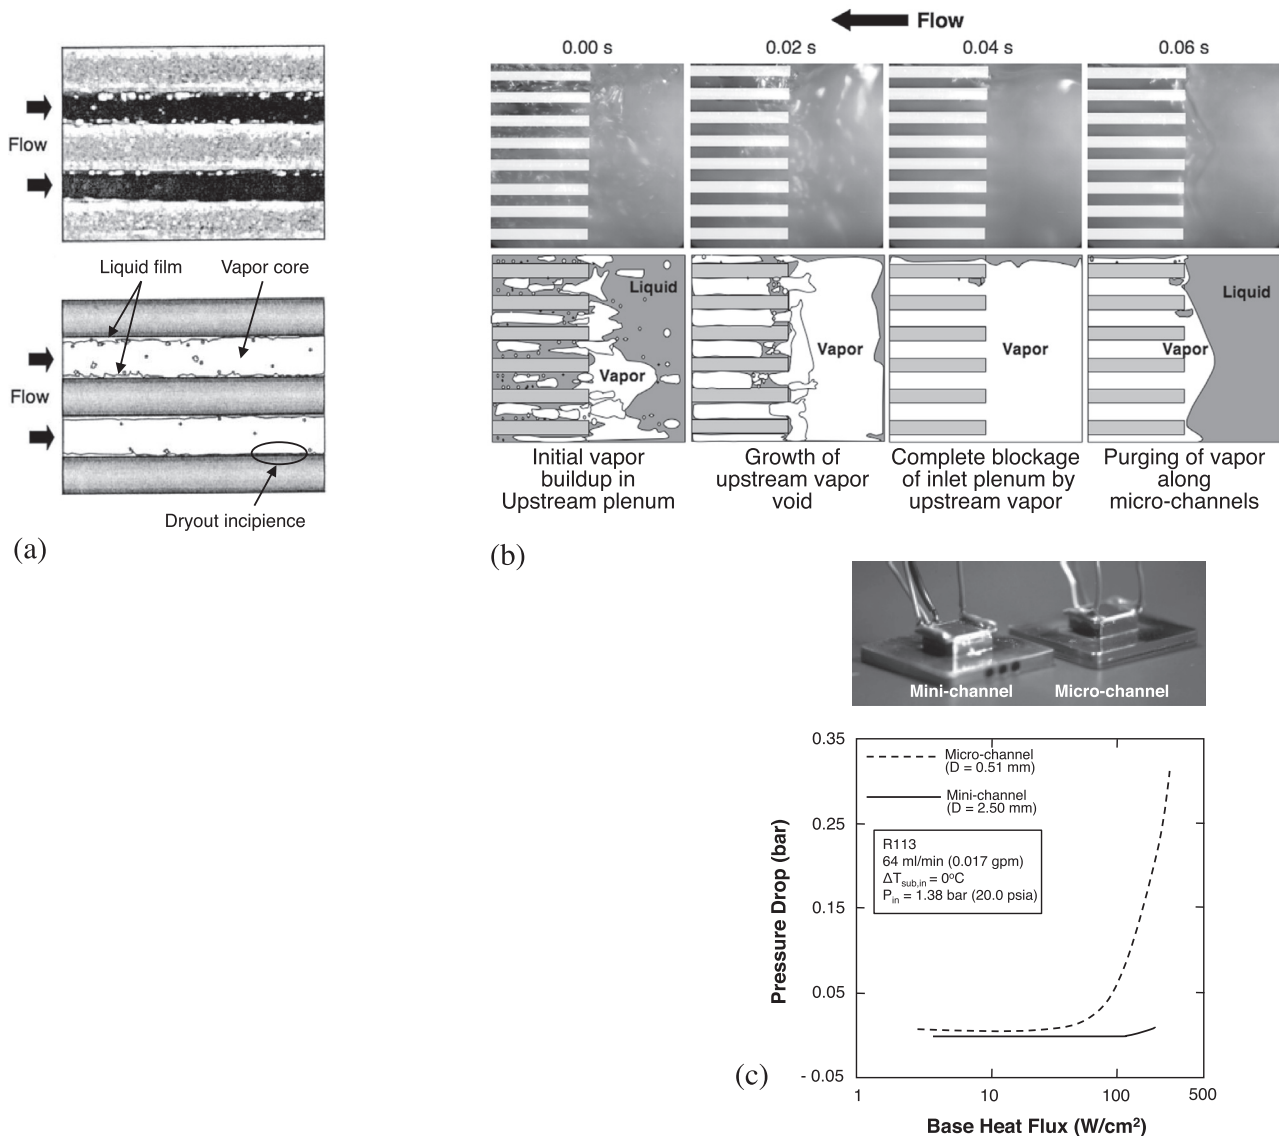 Flow
Liquid film
Vapor core
Flow
Dryout incipience
(a)
Flow
0.00 s
0.02 s
0.04 s
0.06 s
Liquid
Vapor
Vapor
Vapor
Liquid
Vapor
Initial vapor
buildup in
Upstream plenum
Growth of
upstream vapor
void
Complete blockage
of inlet plenum by
upstream vapor
Purging of vapor
along
micro-channels
(b)
Mini-channel
Micro-channel
Pressure Drop (bar)
0.35
0.25
0.15
0.05
- 0.05
Micro-channel
(D = 0.51 mm)
Mini-channel
(D = 2.50 mm)
R113
64 ml/min (0.017 gpm)
ΔTsub,in = 0ºC
Pin = 1.38 bar (20.0 psia)
1
10
100
500
Base Heat Flux (W/cm²)
(c)